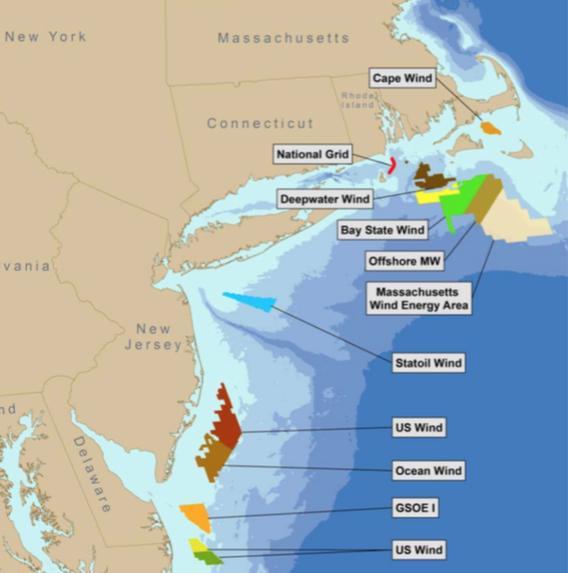 New York
Massachusetts
Cape Wind
Rhode
Island
Connecticut
National Grid
Deepwater Wind
Bay State Wind
Offshore MW
vania
Massachusetts
Wind Energy Area
New
Jersey
Statoil Wind
nd
US Wind
Delaware
Ocean Wind
GSOE I
US Wind